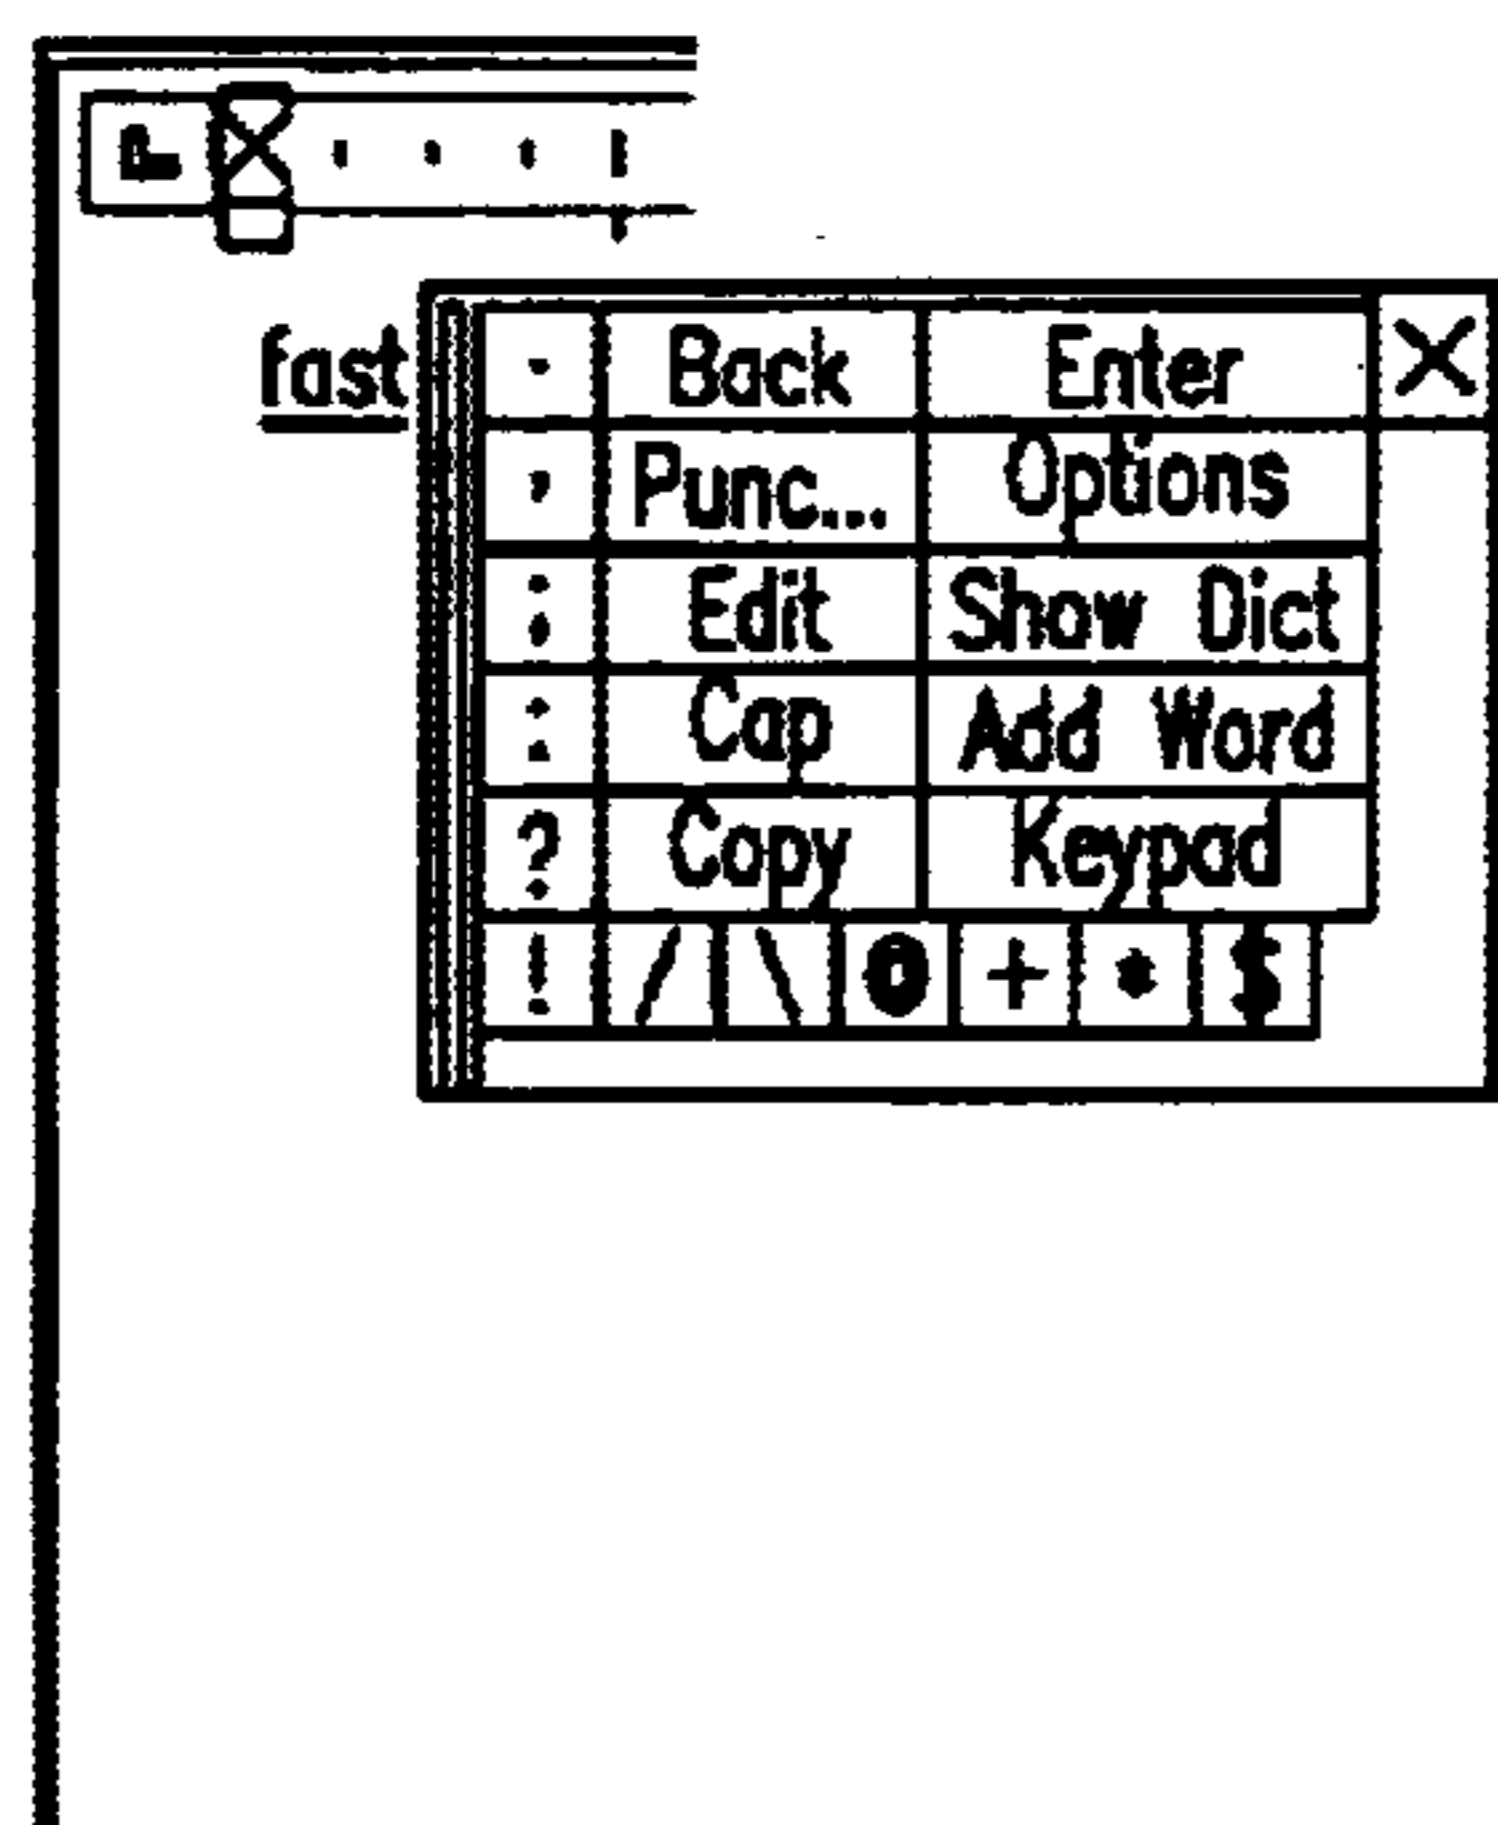 fast . Back Enter X
, Punc... Options
; Edit Show Dict
: Cap Add Word
? Copy Keypad
! / \ + $